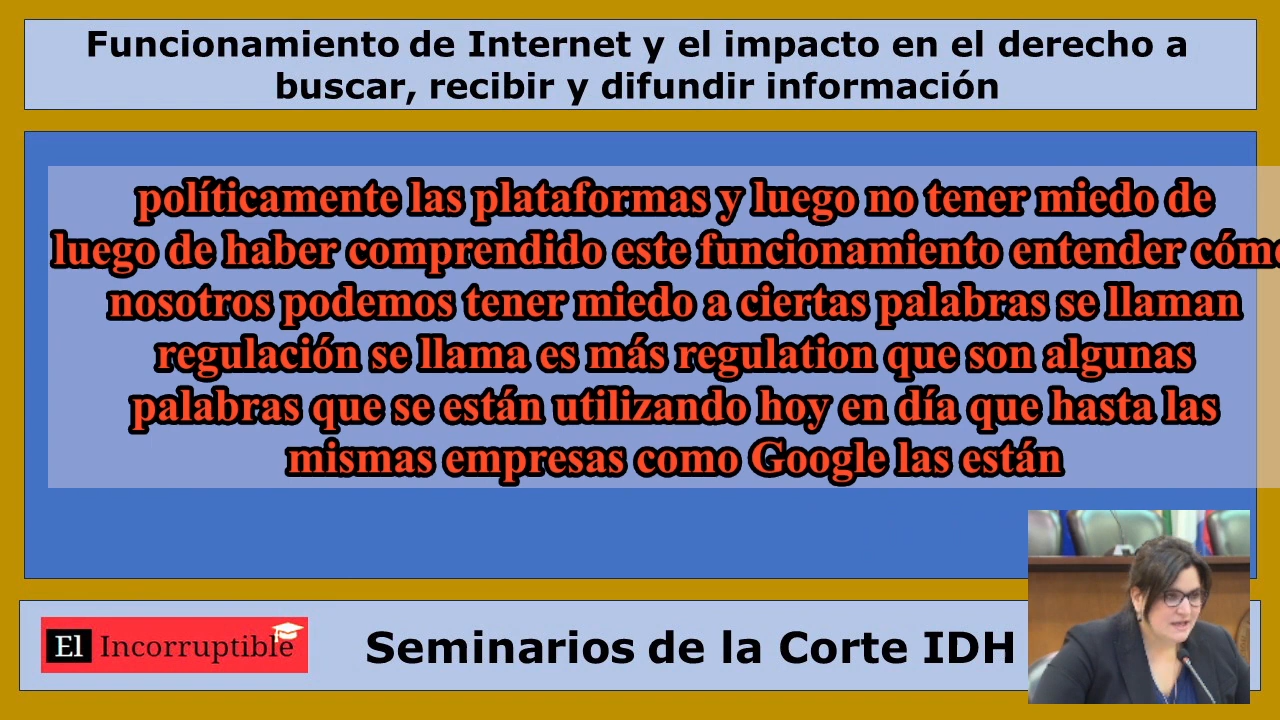 Funcionamiento de Internet y el impacto en el derecho a
buscar, recibir y difundir información
políticamente las plataformas y luego no tener miedo de
luego de haber comprendido este funcionamiento entender cómo
nosotros podemos tener miedo a ciertas palabras se llaman
regulación se llama es más regulation que son algunas
palabras que se están utilizando hoy en día que hasta las
mismas empresas como Google las están
El Incorruptible
Seminarios de la Corte IDH